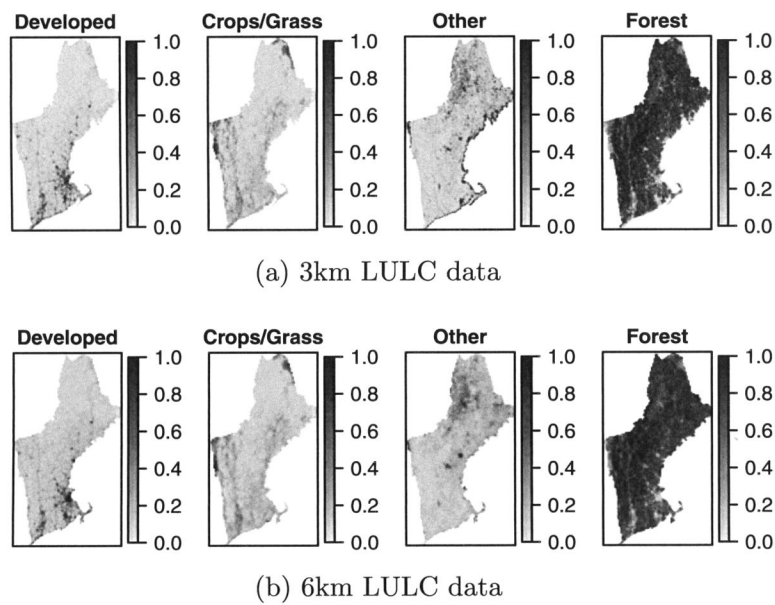 Developed Crops/Grass Other Forest
1.0 1.0 1.0 1.0
0.8 0.8 0.8 0.8
0.6 0.6 0.6 0.6
0.4 0.4 0.4 0.4
0.2 0.2 0.2 0.2
0.0 0.0 0.0 0.0
(a) 3km LULC data
Developed Crops/Grass Other Forest
1.0 1.0 1.0 1.0
0.8 0.8 0.8 0.8
0.6 0.6 0.6 0.6
0.4 0.4 0.4 0.4
0.2 0.2 0.2 0.2
0.0 0.0 0.0 0.0
(b) 6km LULC data